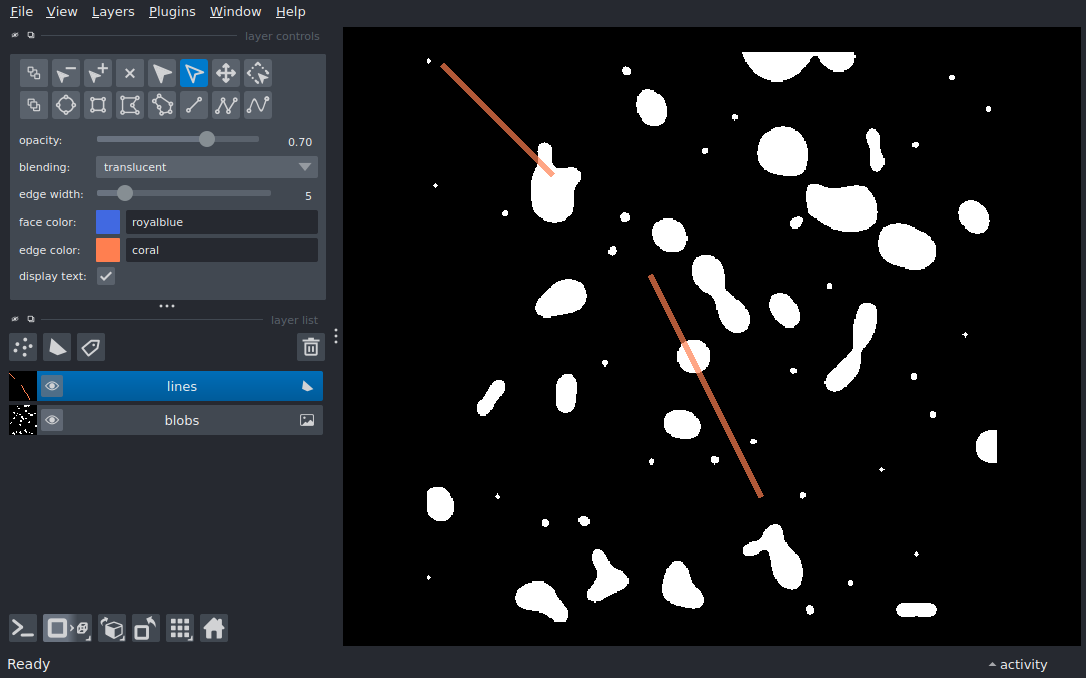 File View Layers Plugins Window Help
layer controls
opacity: 0.70
blending: translucent
edge width: 5
face color: royalblue
edge color: coral
display text:
layer list
lines
blobs
Ready
activity